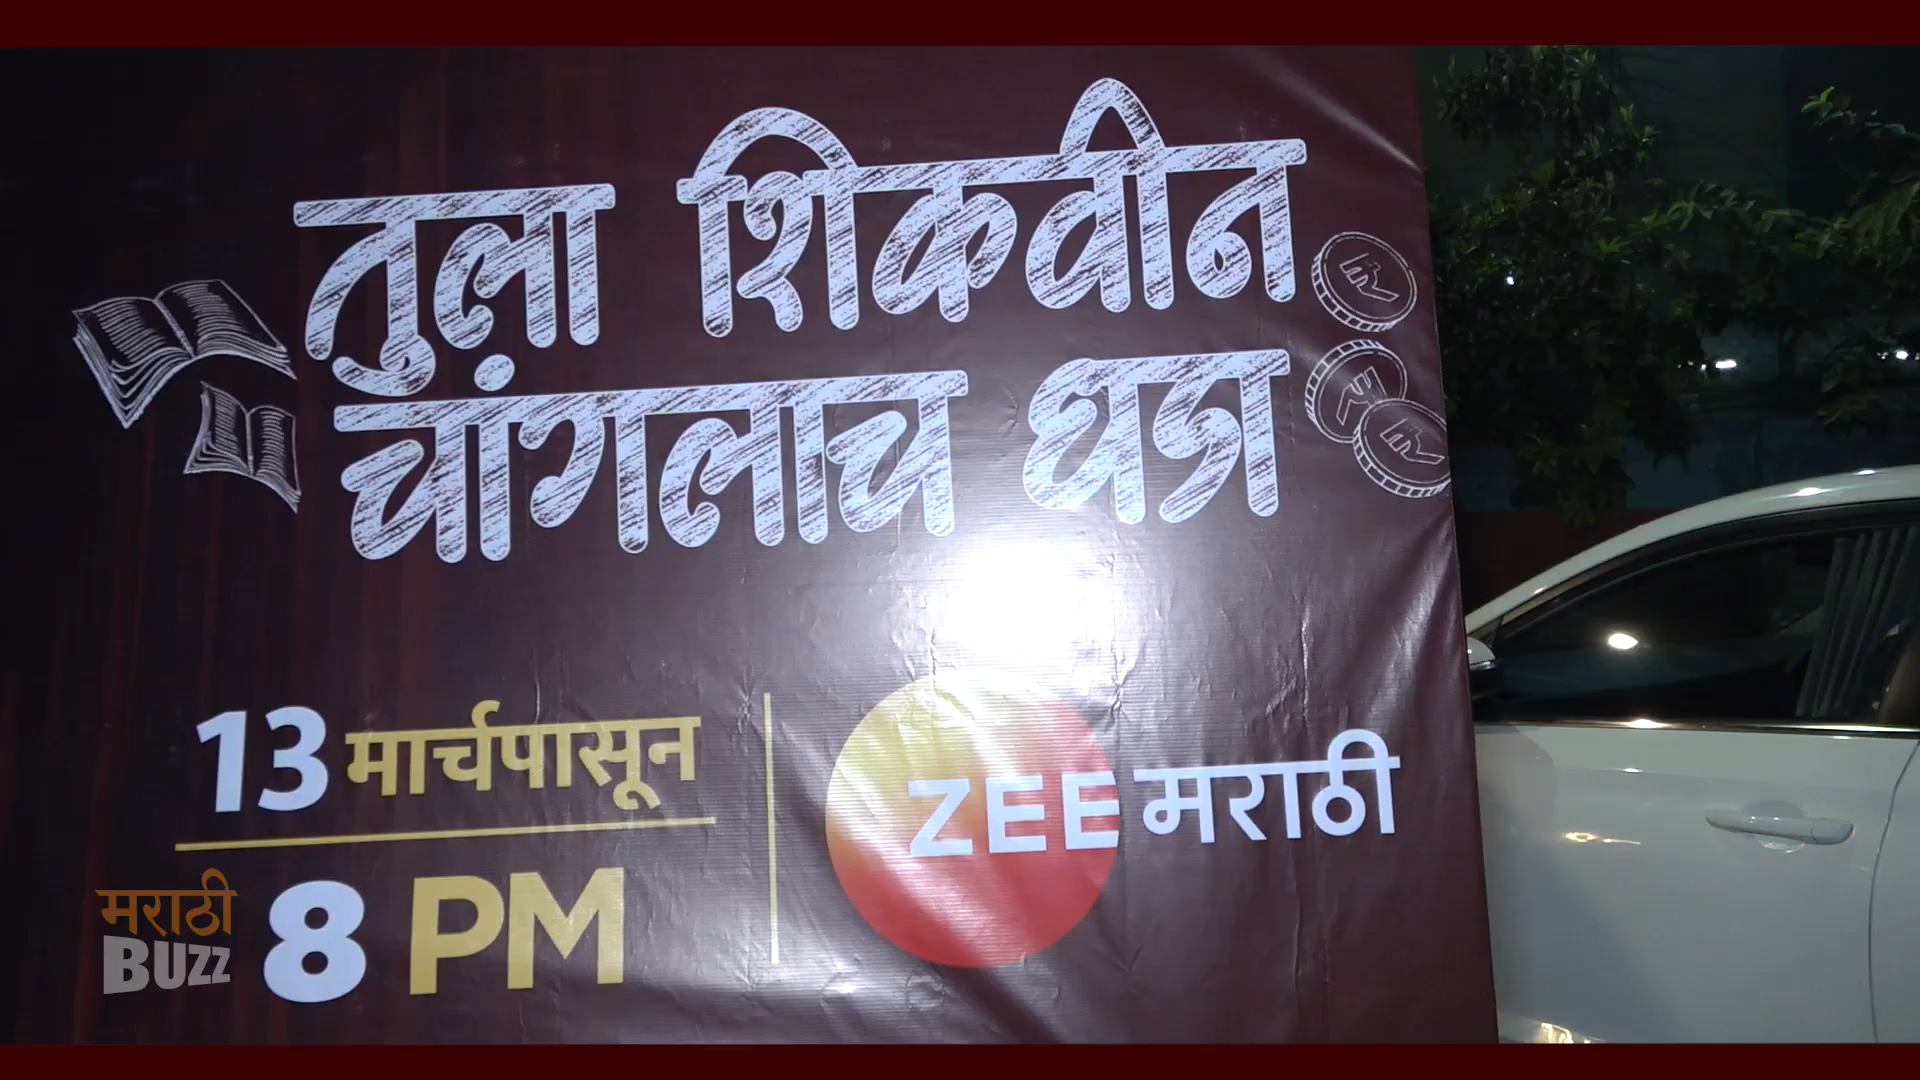 तुला शिकवीन
चांगलाच धडा
13 मार्चपासून
8 PM
ZEE मराठी
मराठी
BUZZ